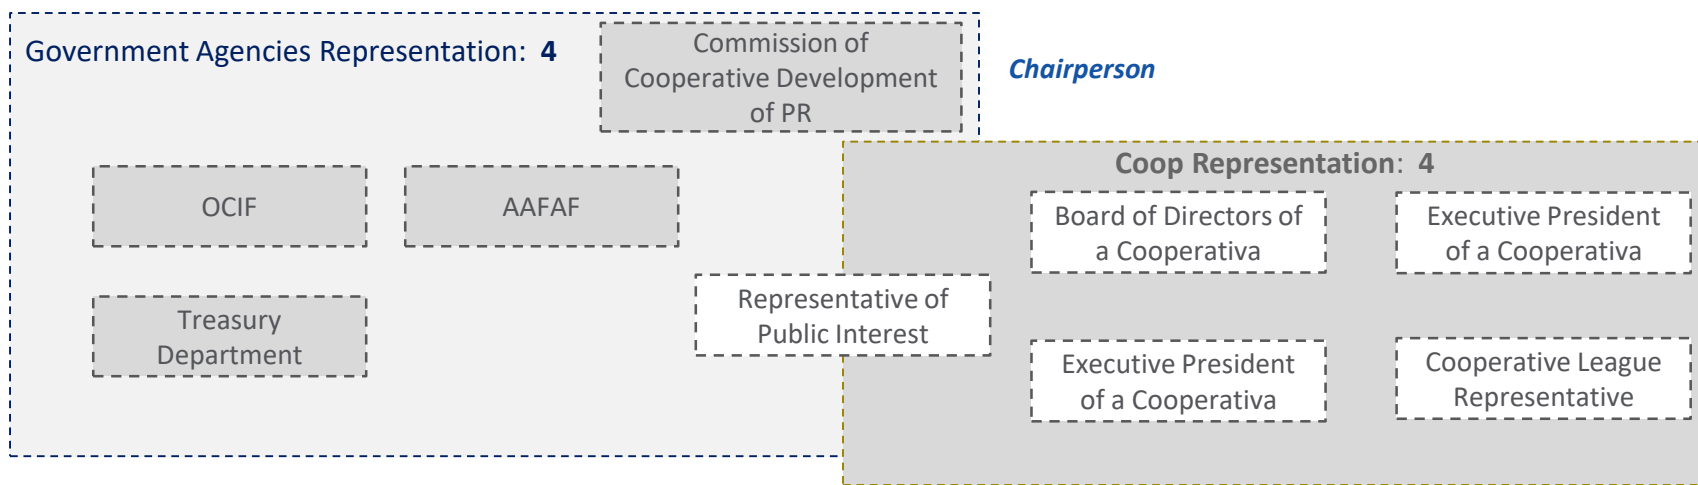 Government Agencies Representation: 4
Commission of
Cooperative Development
of PR
Chairperson
OCIF
AAFAF
Treasury
Department
Representative of
Public Interest
Coop Representation: 4
Board of Directors of
a Cooperativa
Executive President
of a Cooperativa
Executive President
of a Cooperativa
Cooperative League
Representative